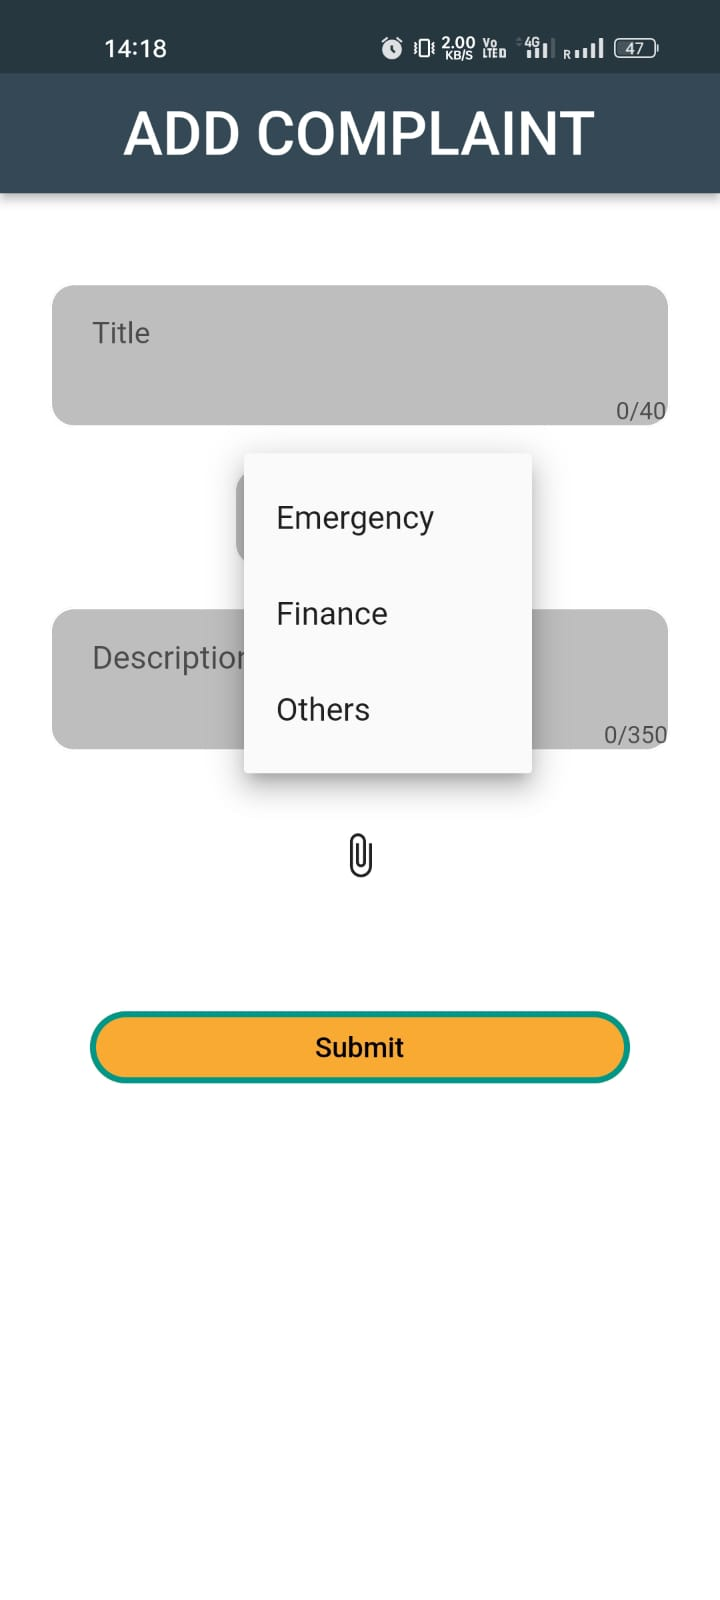 14:18 2.00 KB/S Vo LTED 4G R 47
ADD COMPLAINT
Title
0/40
Emergency
Finance
Description
Others
0/350
Submit